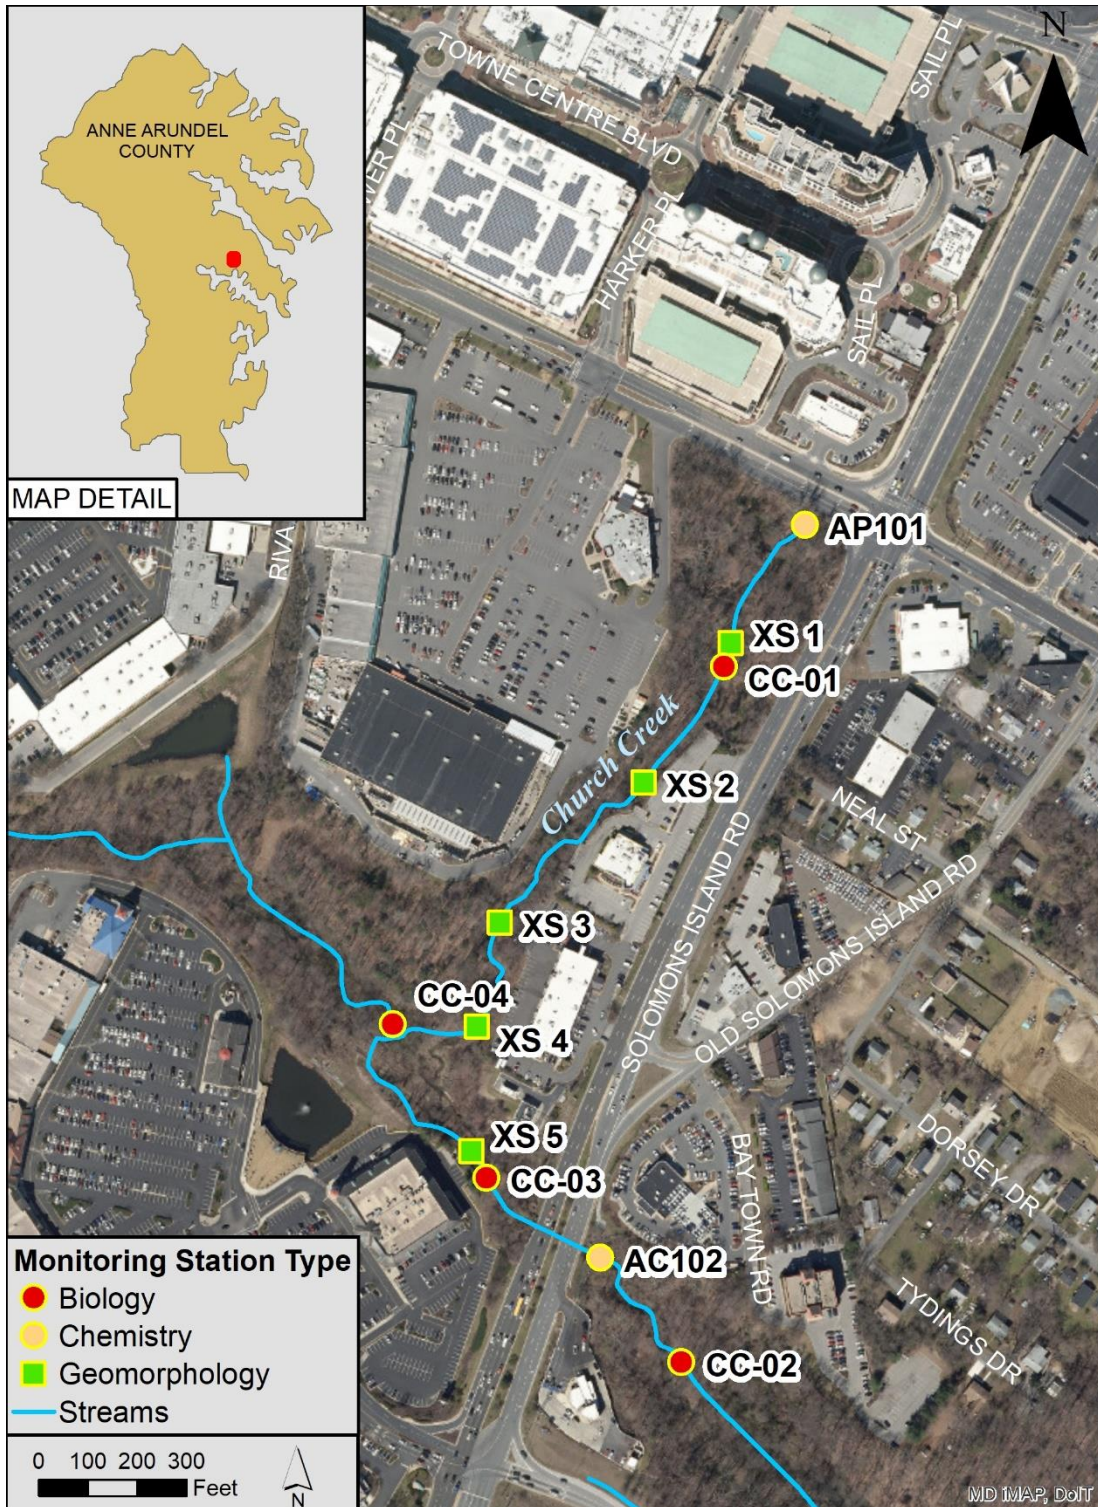 ANNE ARUNDEL
COUNTY
MAP DETAIL
N
TOWNE CENTRE BLVD
SAIL PL
VER PL
HARKER PL
SAIL PL
RIVA
AP101
XS 1
CC-01
Church Creek
XS 2
NEAL ST
SOLOMONS ISLAND RD
OLD SOLOMONS ISLAND RD
XS 3
CC-04
XS 4
XS 5
CC-03
BAY TOWN RD
DORSEY DR
AC102
TYDINGS DR
CC-02
Monitoring Station Type
Biology
Chemistry
Geomorphology
Streams
0 100 200 300
Feet
N
MD iMAP, DoIT